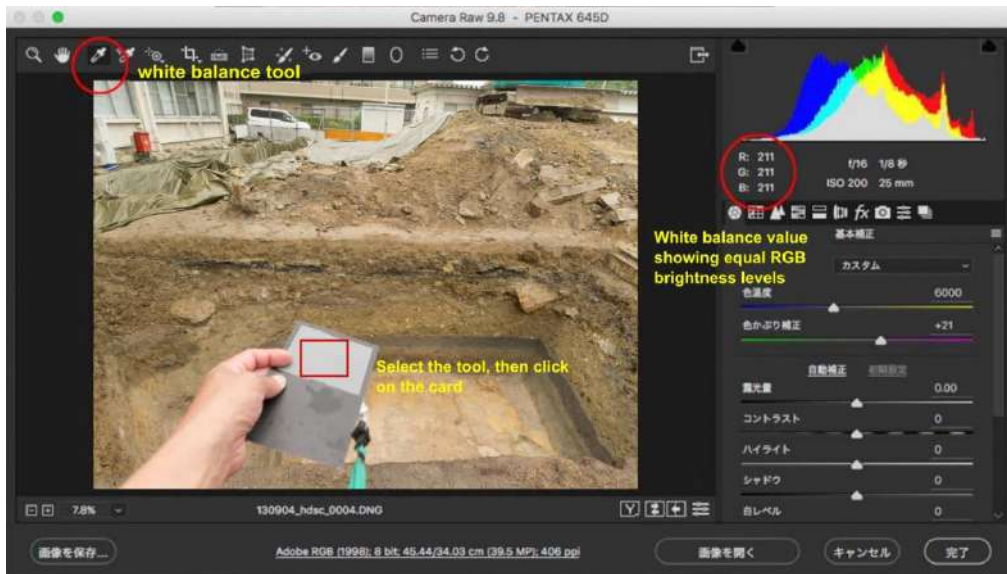 Camera Raw 9.8 - PENTAX 645D
white balance tool
R: 211
G: 211
B: 211
f/16 1/8 秒
ISO 200 25 mm
fx
White balance value
showing equal RGB
brightness levels
基本補正
カスタム
色温度 6000
色かぶり補正 +21
Select the tool, then click
on the card
自動補正 初期設定
露光量 0.00
コントラスト 0
ハイライト 0
シャドウ 0
白レベル 0
7.8%
130904_hdsc_0004.DNG
Y
画像を保存...
Adobe RGB (1998); 8 bit; 45.44/34.03 cm (39.5 MP); 406 ppi
画像を開く
キャンセル
完了